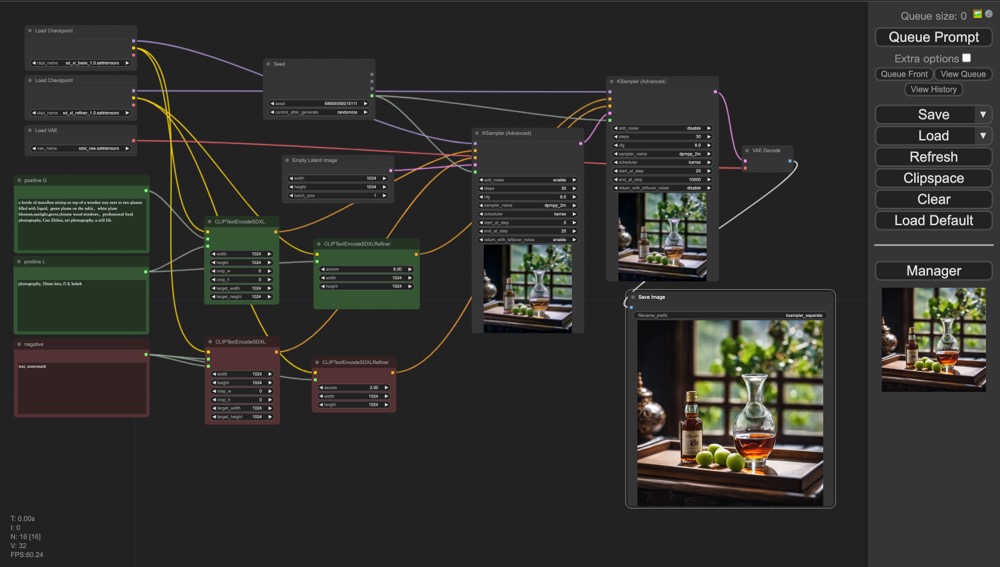 Load Checkpoint
ckpt_name sd_xl_base_1.0.safetensors
Load Checkpoint
ckpt_name sd_xl_refiner_1.0.safetensors
Load VAE
vae_name sdxl_vae.safetensors
positive G
a bottle of macallan sitting on top of a wooden tray next to two glasses
filled with liquid, green plums on the table, white plum
blossom,sunlight,green,chinese wood windows, professional food
photography, Cao Zhibai, art photography, a still life
positive L
photography, 35mm lens, f1.8, bokeh
negative
text, watermark
Seed
seed
control_after_generate randomize
Empty Latent Image
width 1024
height 1024
batch_size 1
CLIPTextEncodeSDXL
width 1024
height 1024
crop_w 0
crop_h 0
target_width 1024
target_height 1024
CLIPTextEncodeSDXLRefiner
ascore 6.00
width 1024
height 1024
CLIPTextEncodeSDXL
width 1024
height 1024
crop_w 0
crop_h 0
target_width 1024
target_height 1024
CLIPTextEncodeSDXLRefiner
ascore 2.00
width 1024
height 1024
KSampler (Advanced)
add_noise enable
steps 30
cfg 8.0
sampler_name dpmpp_2m
scheduler karras
start_at_step 0
end_at_step 20
return_with_leftover_noise enable
KSampler (Advanced)
add_noise disable
steps 30
cfg 8.0
sampler_name dpmpp_2m
scheduler karras
start_at_step 20
end_at_step 10000
return_with_leftover_noise disable
VAE Decode
Save Image
filename_prefix ksampler_separate
T: 0.00s
I: 0
N: 16 [16]
V: 32
FPS:60.24
Queue size: 0
Queue Prompt
Extra options
Queue Front
View Queue
View History
Save
Load
Refresh
Clipspace
Clear
Load Default
Manager